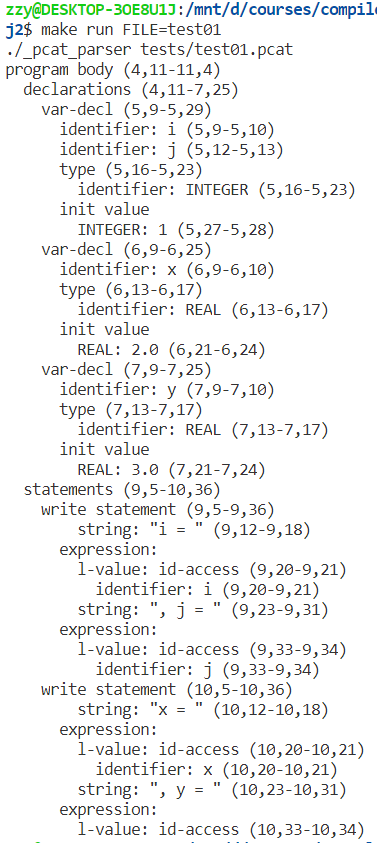 zzy@DESKTOP-3OE8U1J:/mnt/d/courses/compile
j2$ make run FILE=test01
./_pcat_parser tests/test01.pcat
program body (4,11-11,4)
  declarations (4,11-7,25)
    var-decl (5,9-5,29)
      identifier: i (5,9-5,10)
      identifier: j (5,12-5,13)
      type (5,16-5,23)
        identifier: INTEGER (5,16-5,23)
      init value
        INTEGER: 1 (5,27-5,28)
    var-decl (6,9-6,25)
      identifier: x (6,9-6,10)
      type (6,13-6,17)
        identifier: REAL (6,13-6,17)
      init value
        REAL: 2.0 (6,21-6,24)
    var-decl (7,9-7,25)
      identifier: y (7,9-7,10)
      type (7,13-7,17)
        identifier: REAL (7,13-7,17)
      init value
        REAL: 3.0 (7,21-7,24)
  statements (9,5-10,36)
    write statement (9,5-9,36)
        string: "i = " (9,12-9,18)
      expression:
        l-value: id-access (9,20-9,21)
          identifier: i (9,20-9,21)
        string: ", j = " (9,23-9,31)
      expression:
        l-value: id-access (9,33-9,34)
          identifier: j (9,33-9,34)
    write statement (10,5-10,36)
        string: "x = " (10,12-10,18)
      expression:
        l-value: id-access (10,20-10,21)
          identifier: x (10,20-10,21)
        string: ", y = " (10,23-10,31)
      expression:
        l-value: id-access (10,33-10,34)